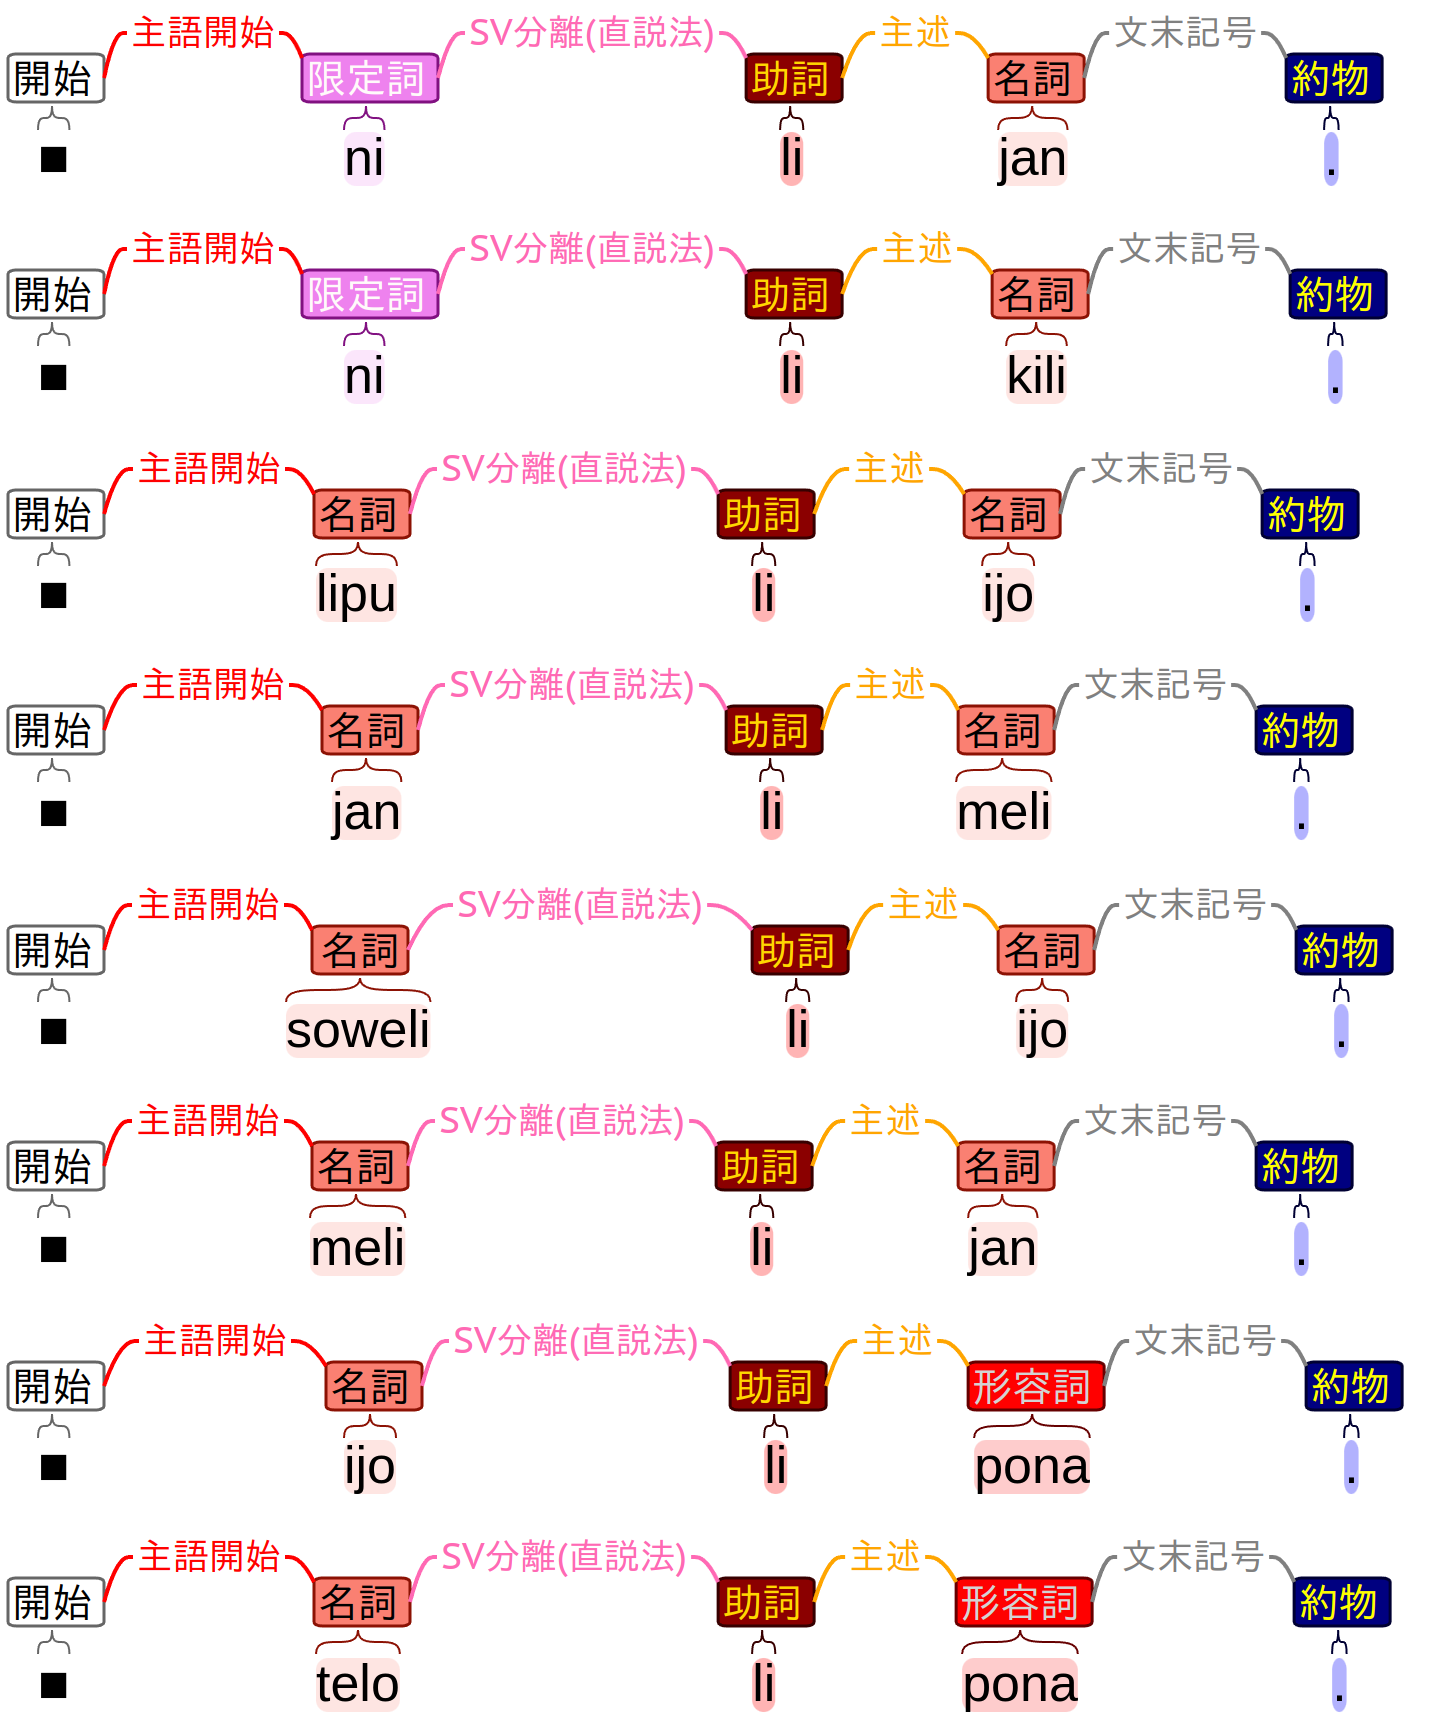 主語開始 SV分離(直説法) 主述 文末記号
開始 限定詞 助詞 名詞 約物
■ ni li jan .
主語開始 SV分離(直説法) 主述 文末記号
開始 限定詞 助詞 名詞 約物
■ ni li kili .
主語開始 SV分離(直説法) 主述 文末記号
開始 名詞 助詞 名詞 約物
■ lipu li ijo .
主語開始 SV分離(直説法) 主述 文末記号
開始 名詞 助詞 名詞 約物
■ jan li meli .
主語開始 SV分離(直説法) 主述 文末記号
開始 名詞 助詞 名詞 約物
■ soweli li ijo .
主語開始 SV分離(直説法) 主述 文末記号
開始 名詞 助詞 名詞 約物
■ meli li jan .
主語開始 SV分離(直説法) 主述 文末記号
開始 名詞 助詞 形容詞 約物
■ ijo li pona .
主語開始 SV分離(直説法) 主述 文末記号
開始 名詞 助詞 形容詞 約物
■ telo li pona .